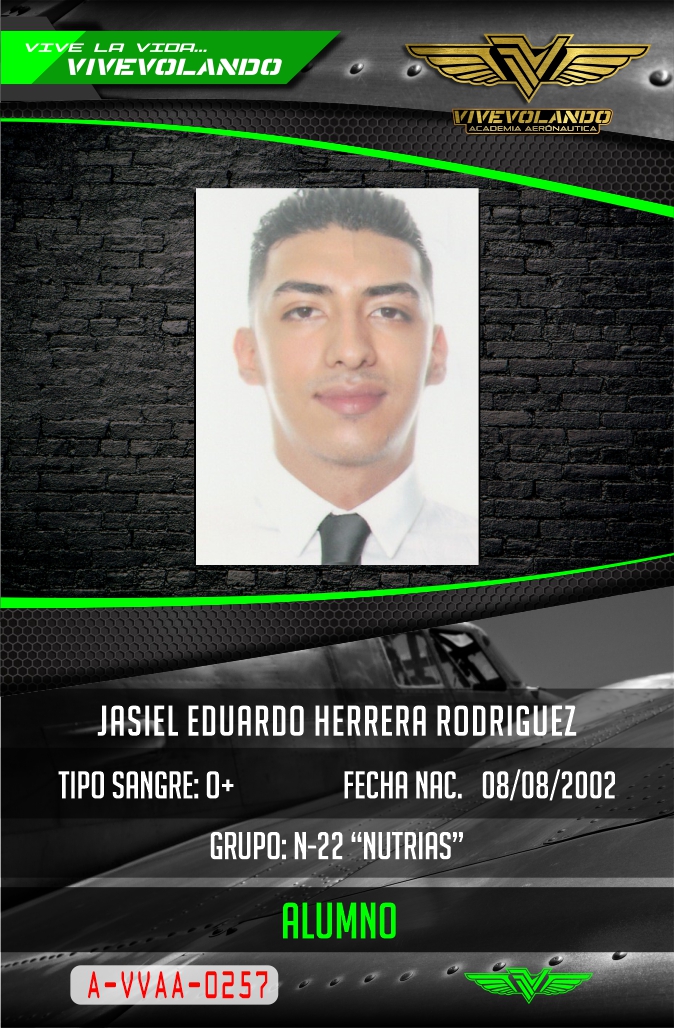 VIVE LA VIDA...
VIVEVOLANDO
VIVEVOLANDO
ACADEMIA AERÓNAUTICA
JASIEL EDUARDO HERRERA RODRIGUEZ
TIPO SANGRE: O+ FECHA NAC. 08/08/2002
GRUPO: N-22 “NUTRIAS”
ALUMNO
A-VVAA-0257